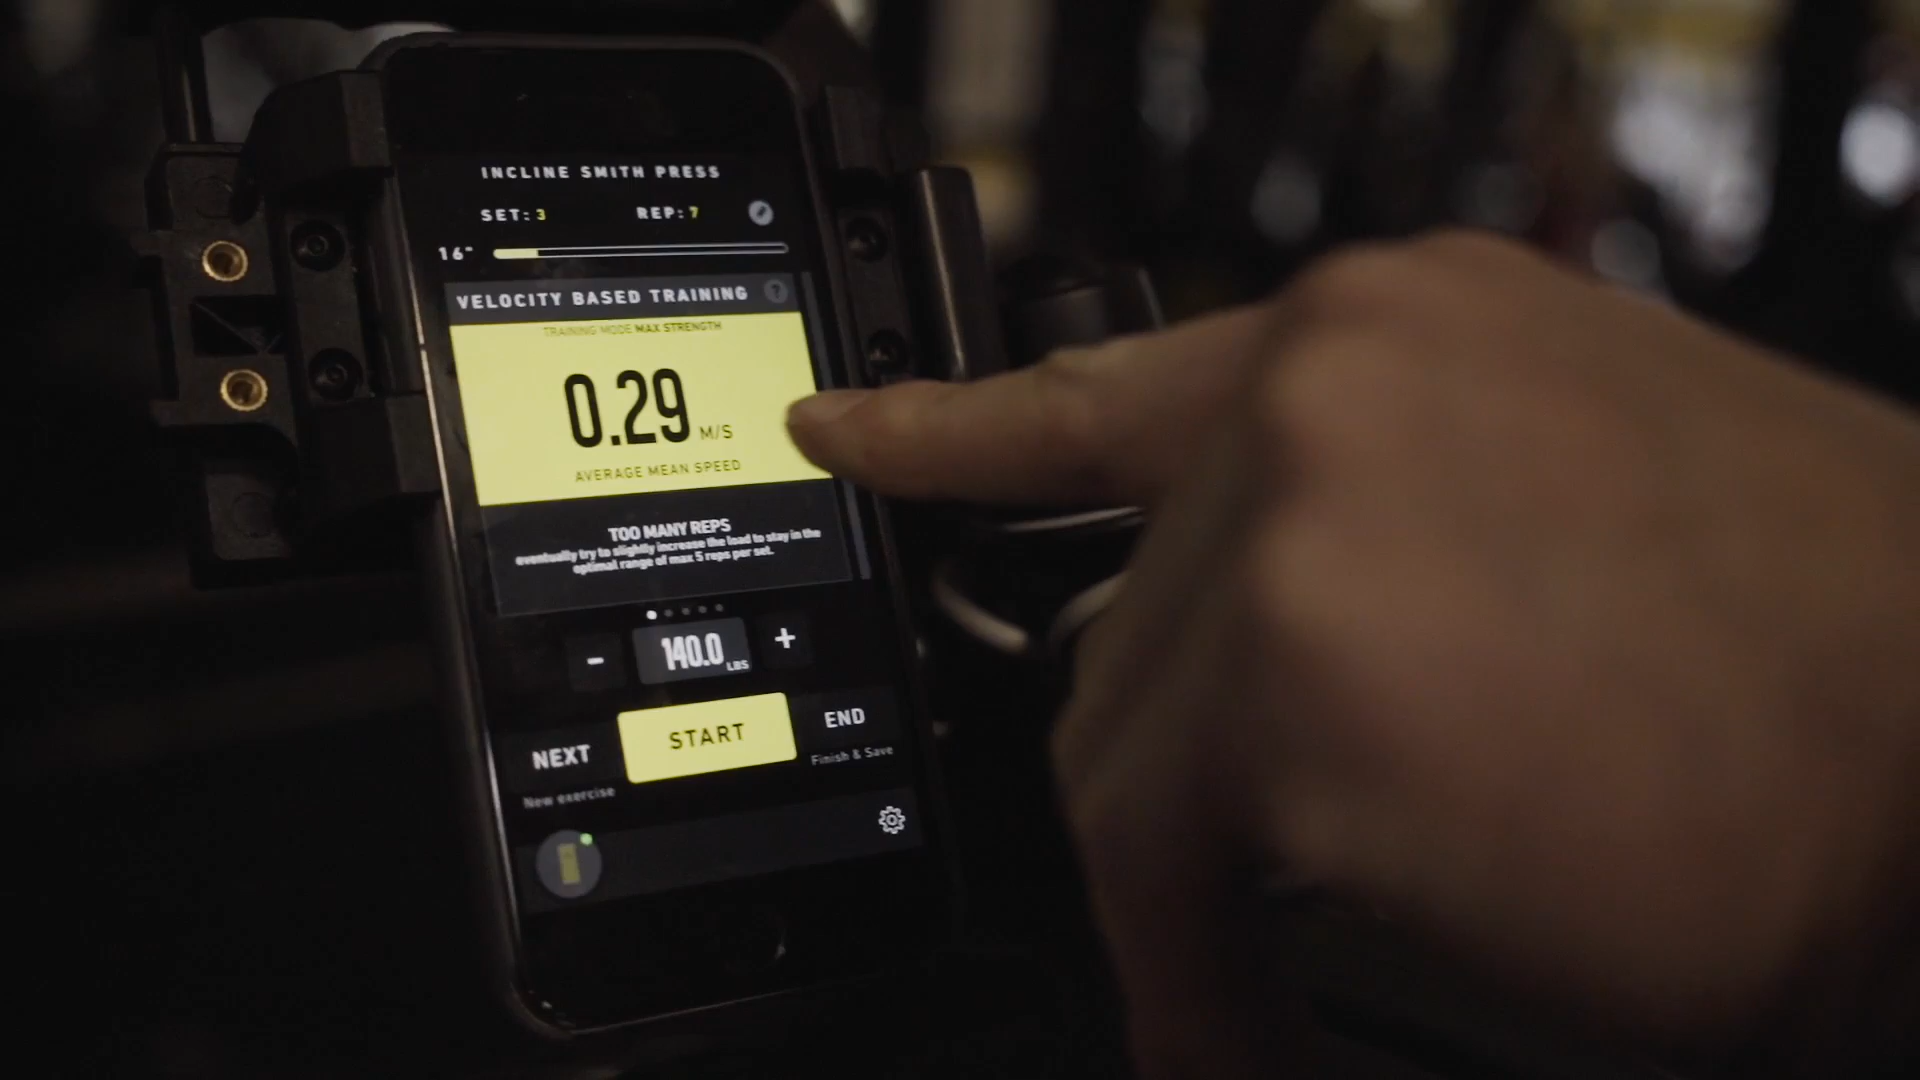 INCLINE SMITH PRESS
SET: 3 REP: 7
16"
VELOCITY BASED TRAINING ?
TRAINING MODE MAX STRENGTH
0.29 M/S
AVERAGE MEAN SPEED
TOO MANY REPS
eventually try to slightly increase the load to stay in the
optimal range of max 5 reps per set.
- 140.0 LBS +
NEXT START END
New exercise Finish & Save